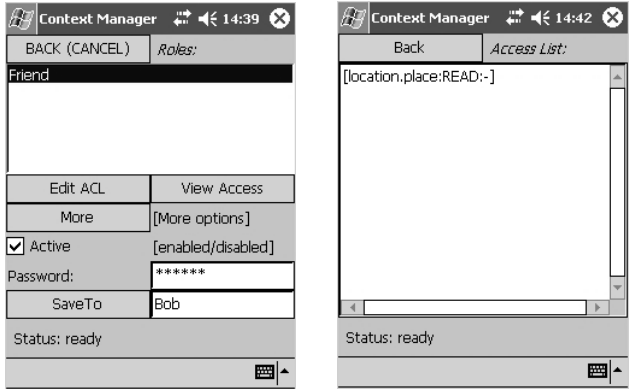 Context Manager 14:39
BACK (CANCEL) Roles:
Friend
Edit ACL View Access
More [More options]
Active [enabled/disabled]
Password: ******
SaveTo Bob
Status: ready
Context Manager 14:42
Back Access List:
[location.place:READ:-]
Status: ready